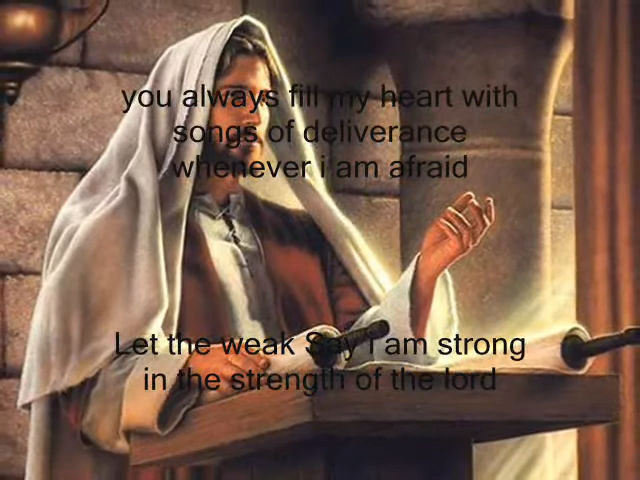 you always fill my heart with
songs of deliverance
whenever i am afraid
Let the weak Say i am strong
in the strength of the lord